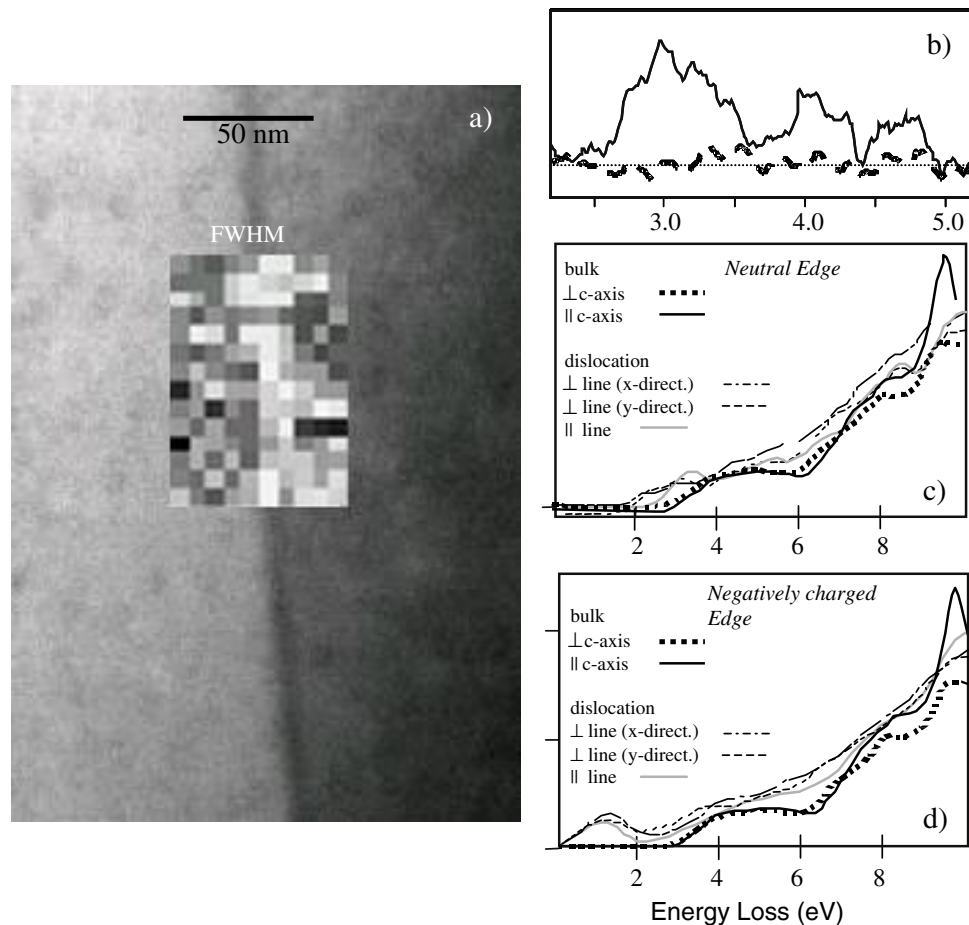 a)
50 nm
FWHM
b)
3.0 4.0 5.0
bulk
⊥c-axis
|| c-axis
Neutral Edge
dislocation
⊥ line (x-direct.)
⊥ line (y-direct.)
|| line
c)
2 4 6 8
bulk
⊥c-axis
|| c-axis
Negatively charged
Edge
dislocation
⊥ line (x-direct.)
⊥ line (y-direct.)
|| line
d)
2 4 6 8
Energy Loss (eV)